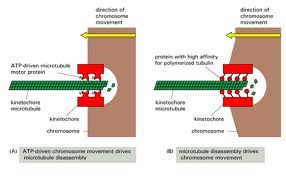 direction of
chromosome
movement
ATP-driven microtubule
motor protein
kinetochore
microtubule
kinetochore
chromosome
(A) ATP-driven chromosome movement drives
microtubule disassembly
direction of
chromosome
movement
protein with high affinity
for polymerized tubulin
kinetochore
microtubule
kinetochore
chromosome
(B) microtubule disassembly drives
chromosome movement